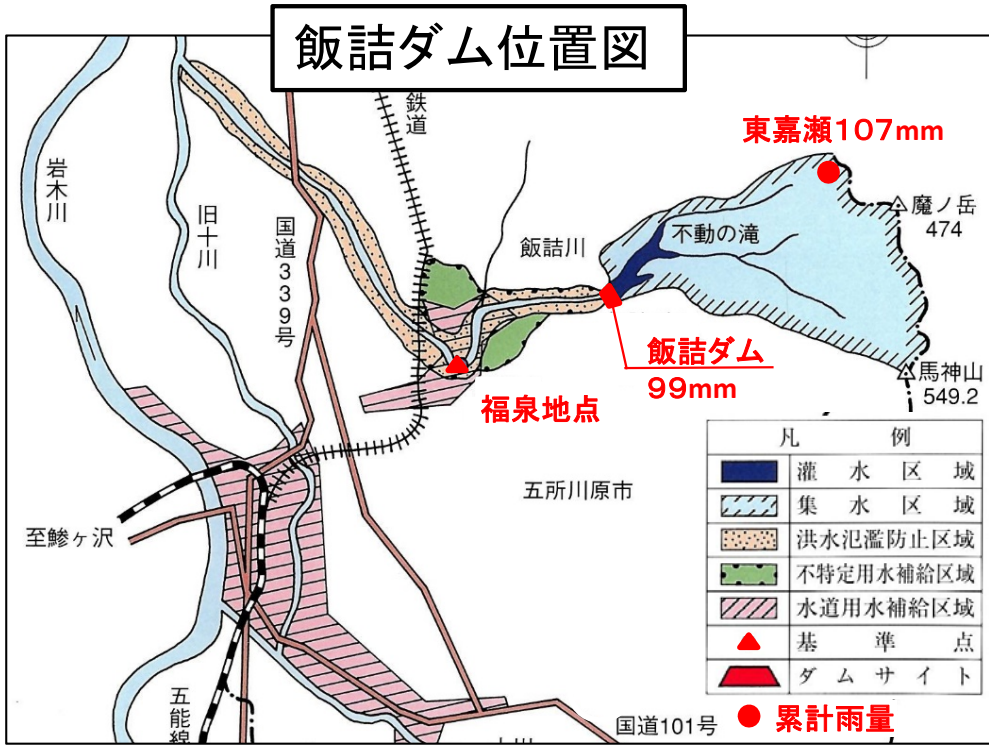 飯詰ダム位置図
鉄道
東嘉瀬107mm
岩木川
旧十川
国道339号
飯詰川
不動の滝
魔ノ岳
474
飯詰ダム
99mm
馬神山
549.2
福泉地点
五所川原市
至鯵ヶ沢
五能線
国道101号
凡例
灌水区域
集水区域
洪水氾濫防止区域
不特定用水補給区域
水道用水補給区域
基準点
ダムサイト
累計雨量